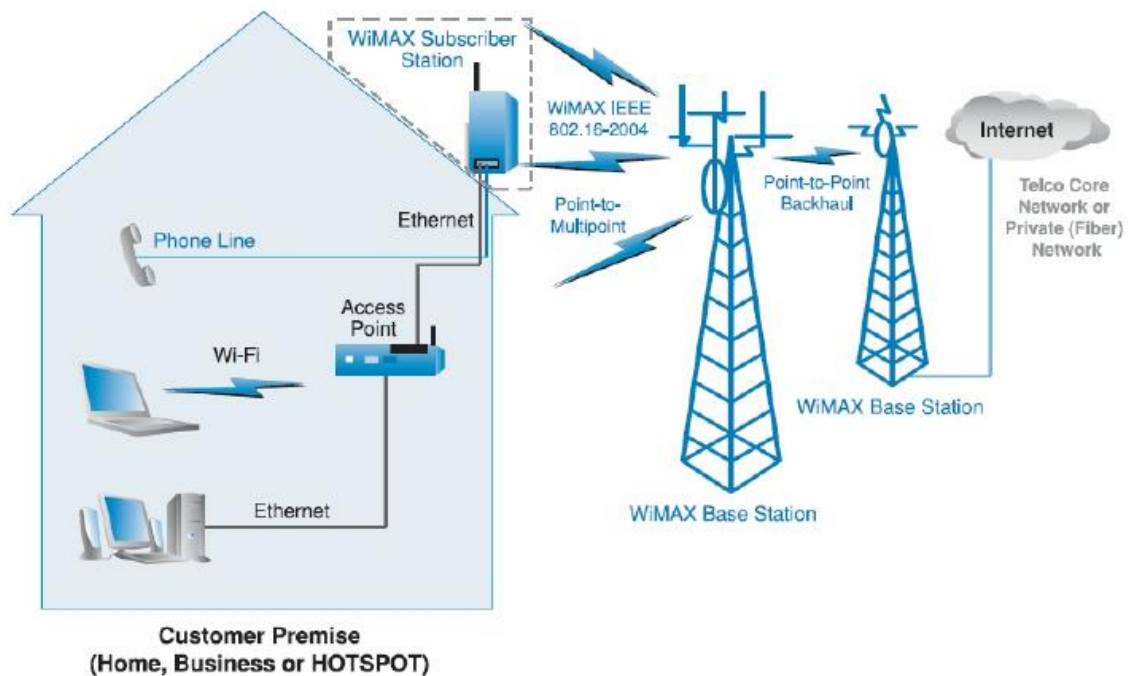 WiMAX Subscriber
Station
WiMAX IEEE
802.16-2004
Internet
Point-to-Point
Backhaul
Telco Core
Network or
Private (Fiber)
Network
Ethernet
Point-to-
Multipoint
Phone Line
Access
Point
Wi-Fi
WiMAX Base Station
Ethernet
WiMAX Base Station
Customer Premise
(Home, Business or HOTSPOT)